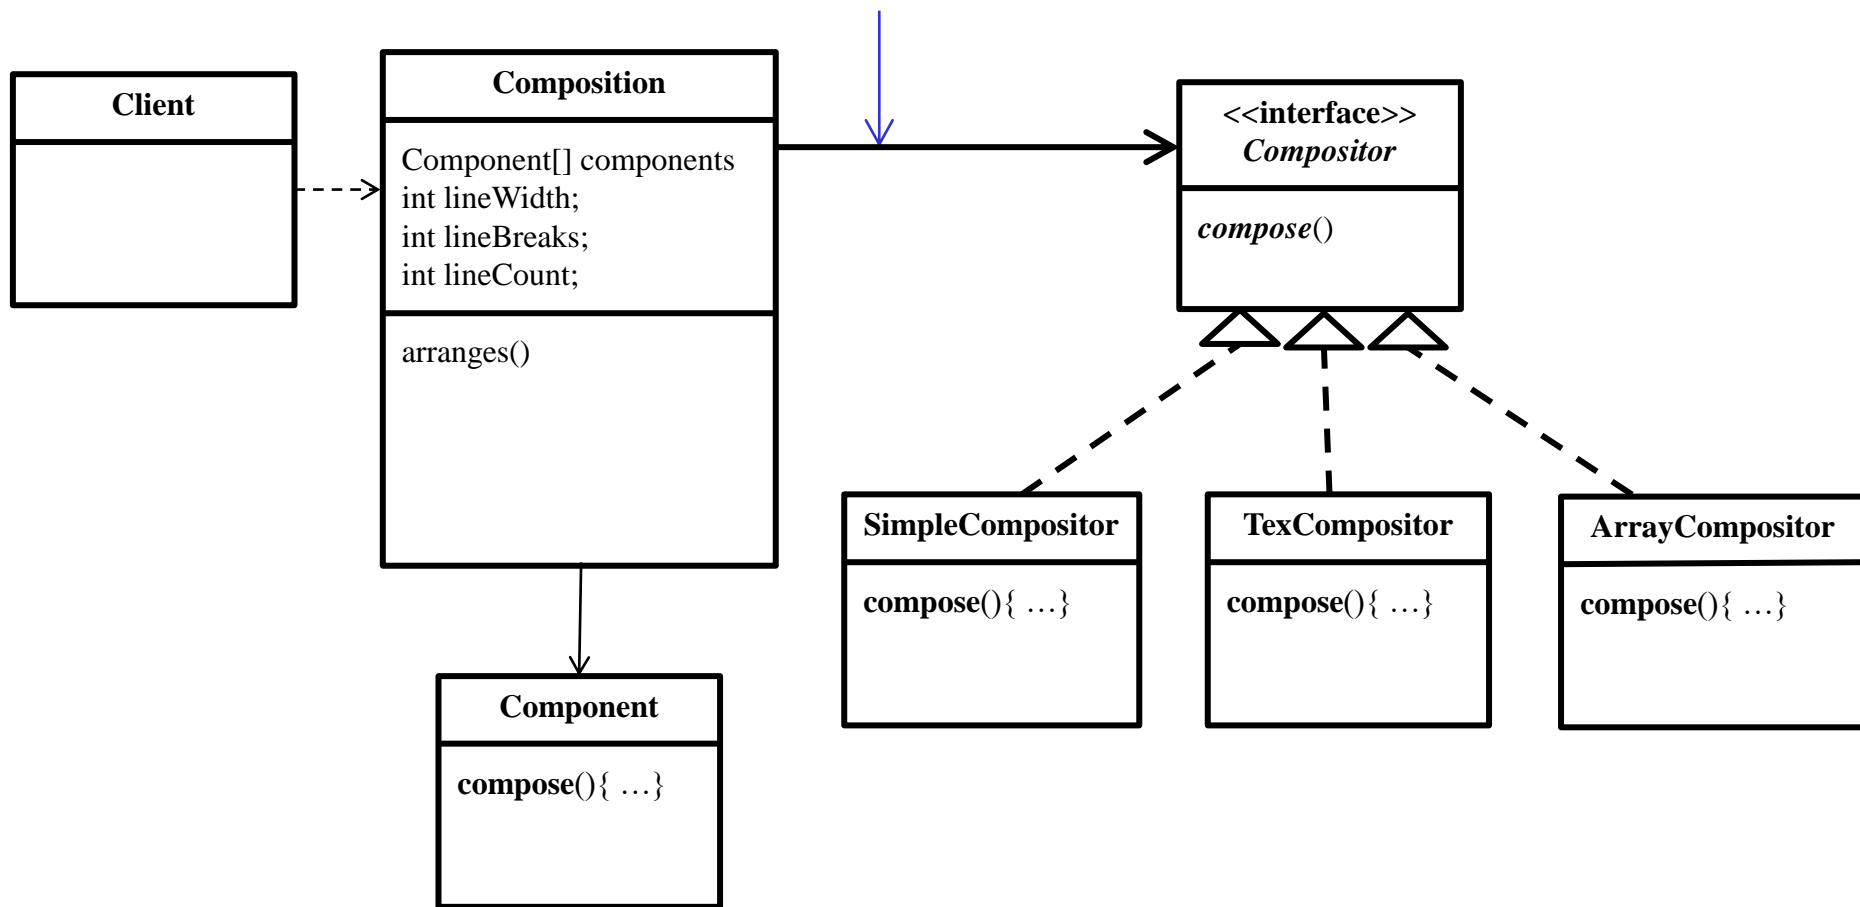 Client
Composition
Component[] components
int lineWidth;
int lineBreaks;
int lineCount;
arranges()
<<interface>>
Compositor
compose()
SimpleCompositor
compose(){ …}
TexCompositor
compose(){ …}
ArrayCompositor
compose(){ …}
Component
compose(){ …}